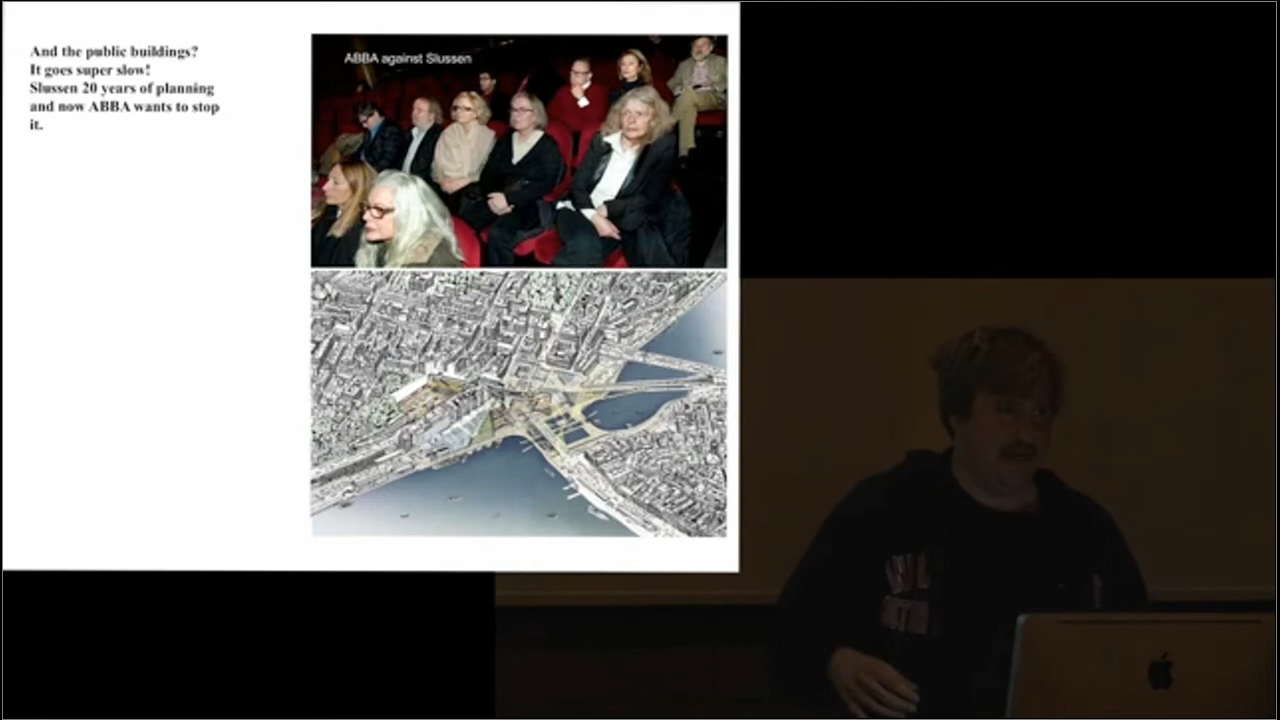 And the public buildings?
It goes super slow!
Slussen 20 years of planning
and now ABBA wants to stop
it.
ABBA against Slussen